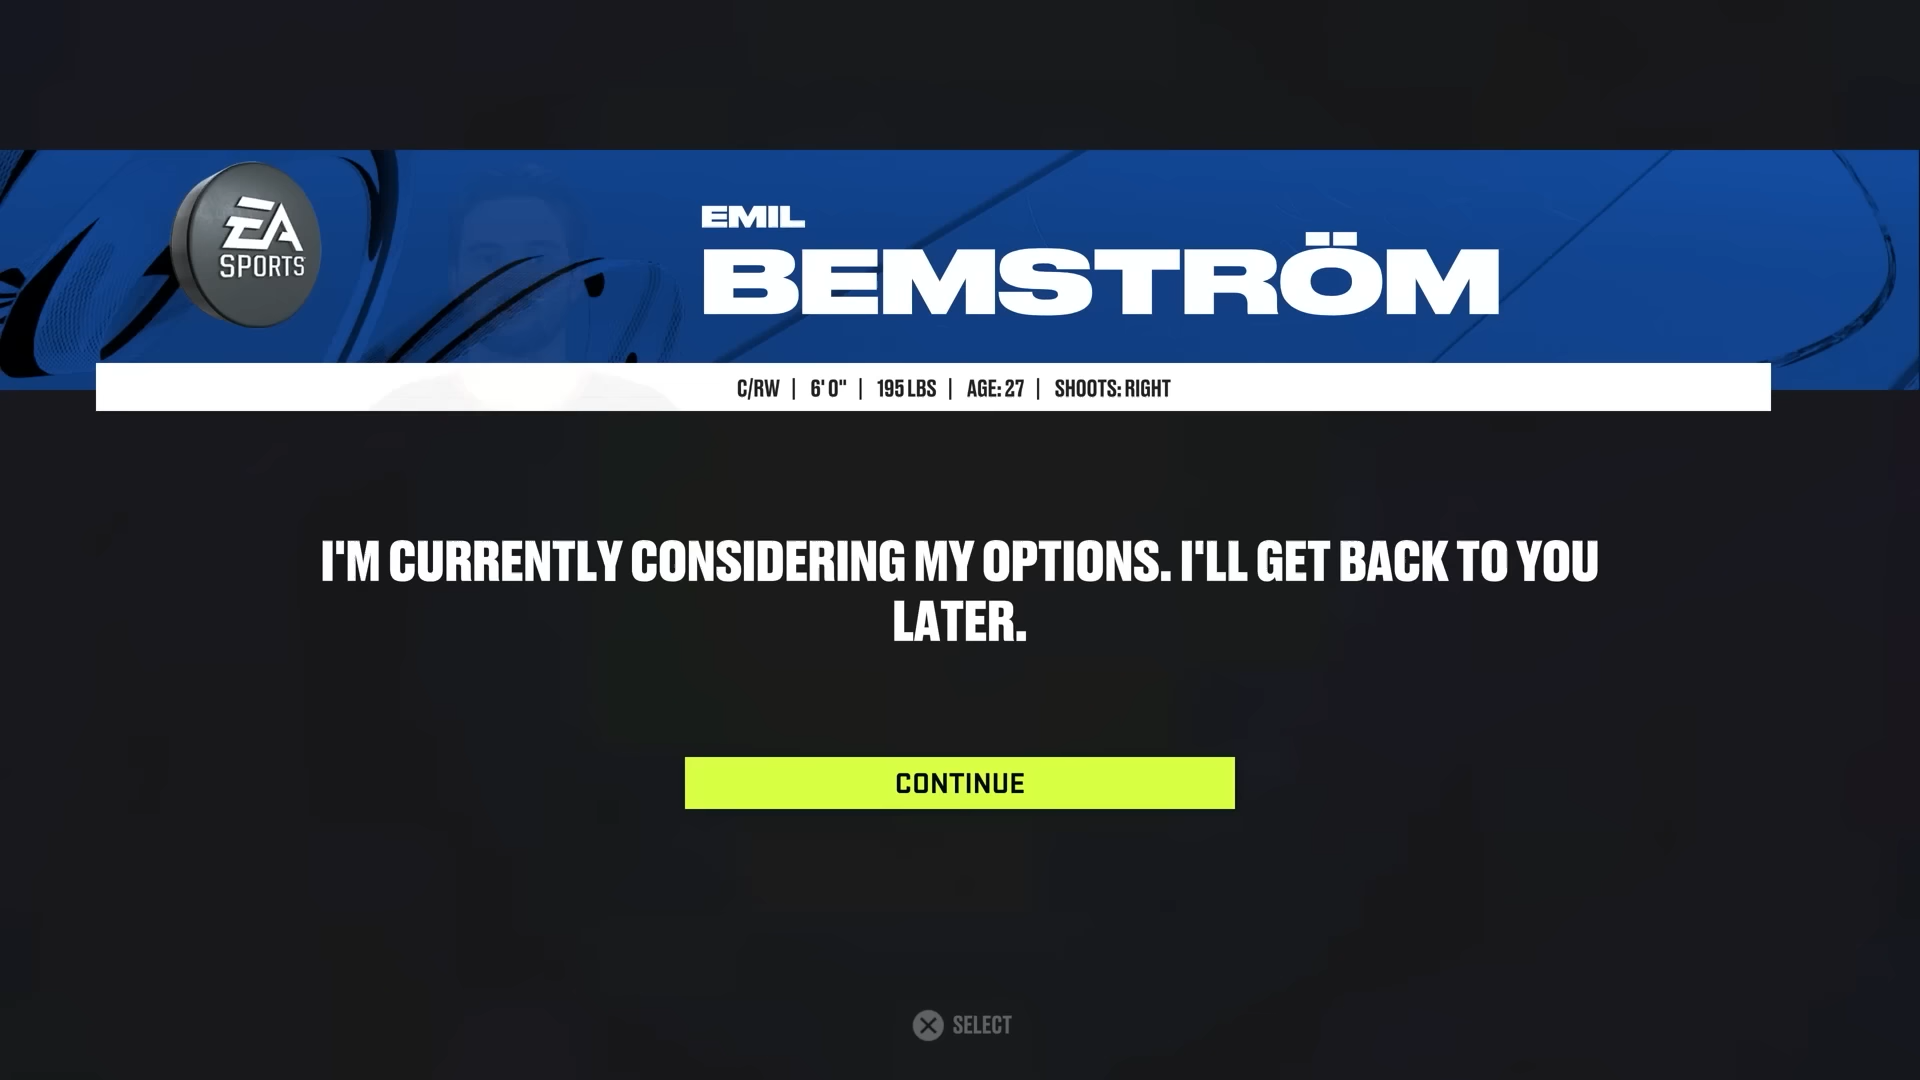 EA
SPORTS
EMIL
BEMSTRÖM
C/RW | 6' 0" | 195 LBS | AGE: 27 | SHOOTS: RIGHT
I'M CURRENTLY CONSIDERING MY OPTIONS. I'LL GET BACK TO YOU
LATER.
CONTINUE
SELECT